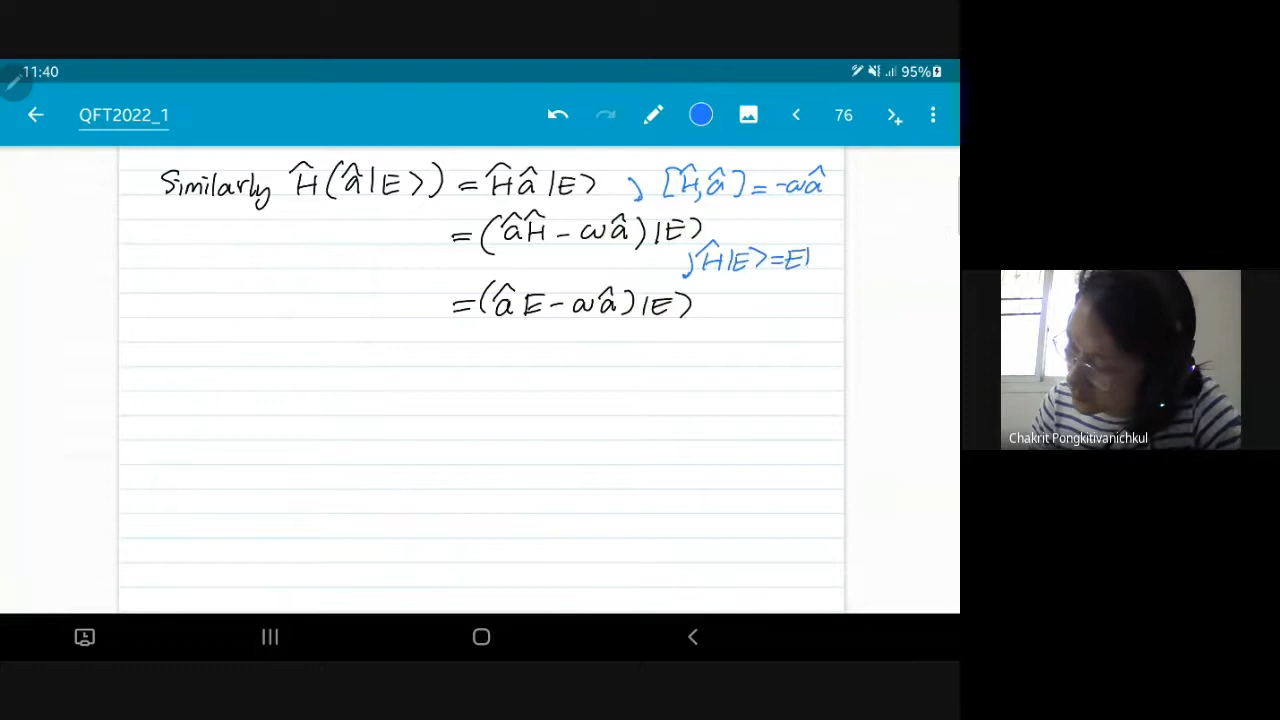 11:40
95%
QFT2022_1
76
Similarly Ĥ(â|E⟩) = Ĥâ|E⟩ ) [Ĥ,â] = -ωâ
= (âĤ - ωâ)|E⟩
) Ĥ|E⟩=E|
= (âE - ωâ)|E⟩
Chakrit Pongkitivanichkul